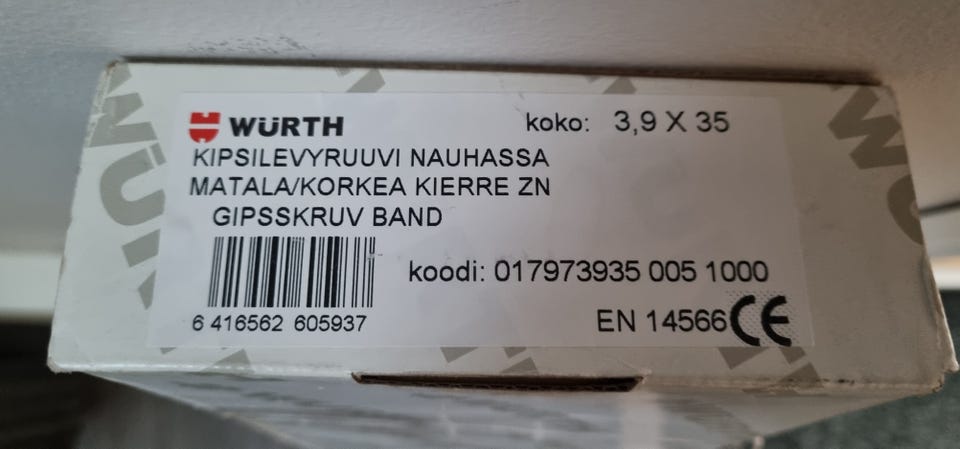 WÜRTH
koko: 3,9 X 35
KIPSILEVYRUUVI NAUHASSA
MATALA/KORKEA KIERRE ZN
GIPSSKRUV BAND
koodi: 017973935 005 1000
6 416562 605937
EN 14566 CE